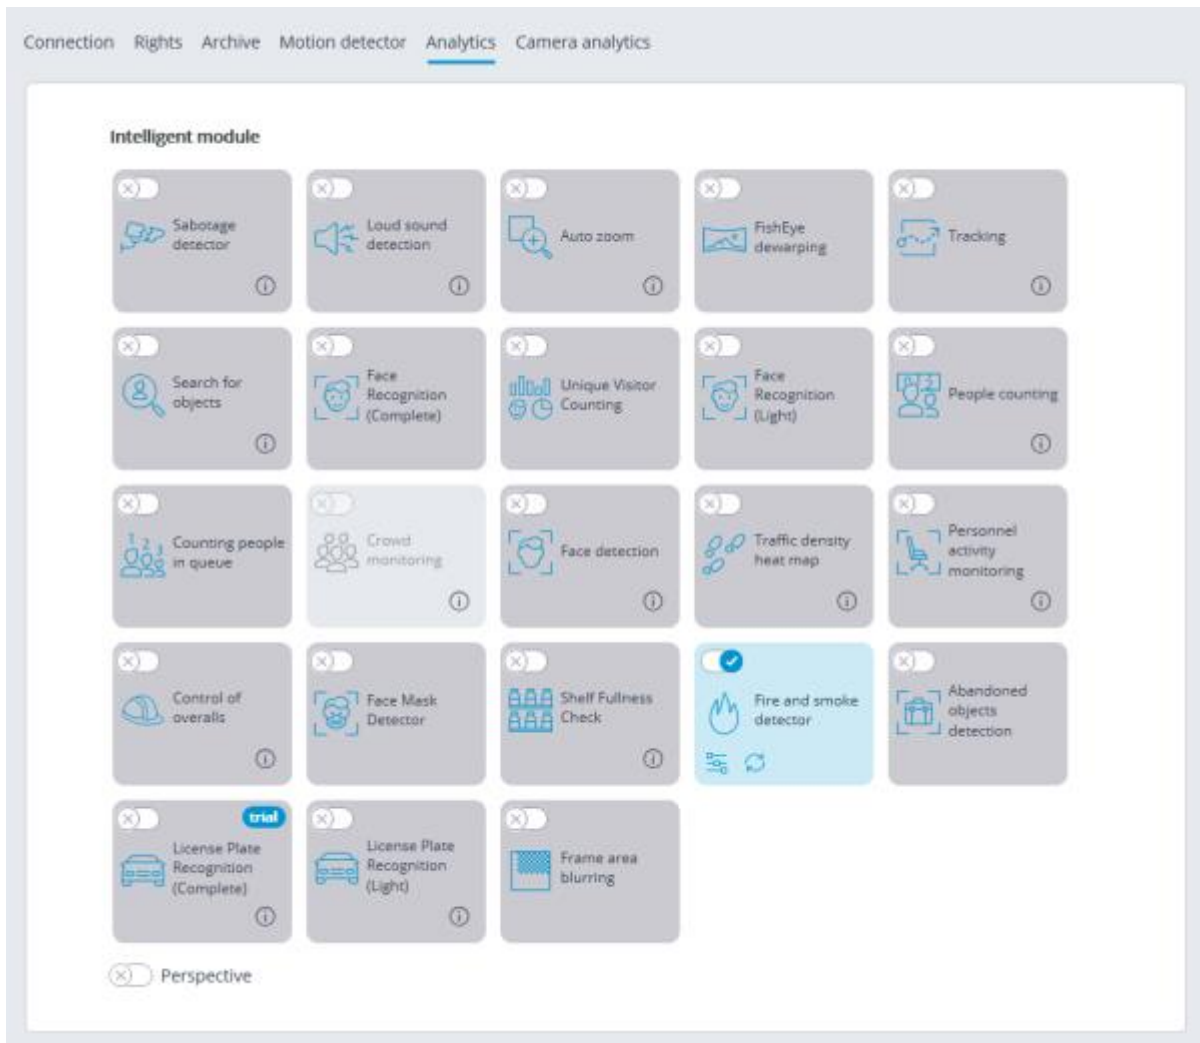 Connection Rights Archive Motion detector Analytics Camera analytics
Intelligent module
Sabotage
detector
Loud sound
detection
Auto zoom
FishEye
dewarping
Tracking
Search for
objects
Face
Recognition
(Complete)
Unique Visitor
Counting
Face
Recognition
(Light)
People counting
Counting people
in queue
Crowd
monitoring
Face detection
Traffic density
heat map
Personnel
activity
monitoring
Control of
overalls
Face Mask
Detector
Shelf Fullness
Check
Fire and smoke
detector
Abandoned
objects
detection
trial
License Plate
Recognition
(Complete)
License Plate
Recognition
(Light)
Frame area
blurring
Perspective